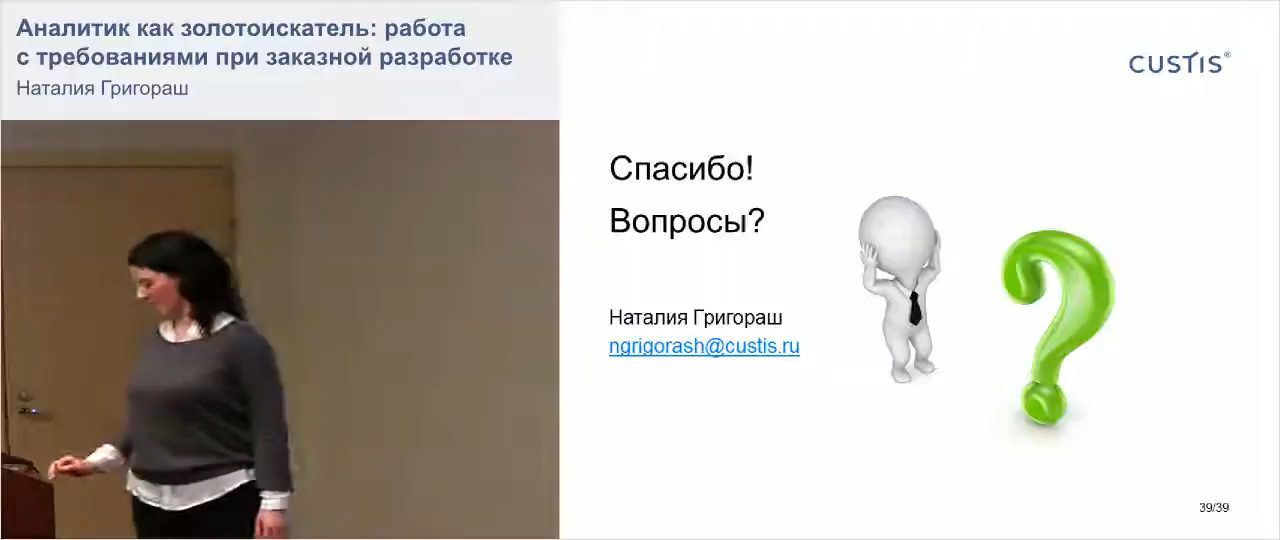 Аналитик как золотоискатель: работа
с требованиями при заказной разработке
Наталия Григораш
CUSTIS®
Спасибо!
Вопросы?
Наталия Григораш
ngrigorash@custis.ru
39/39